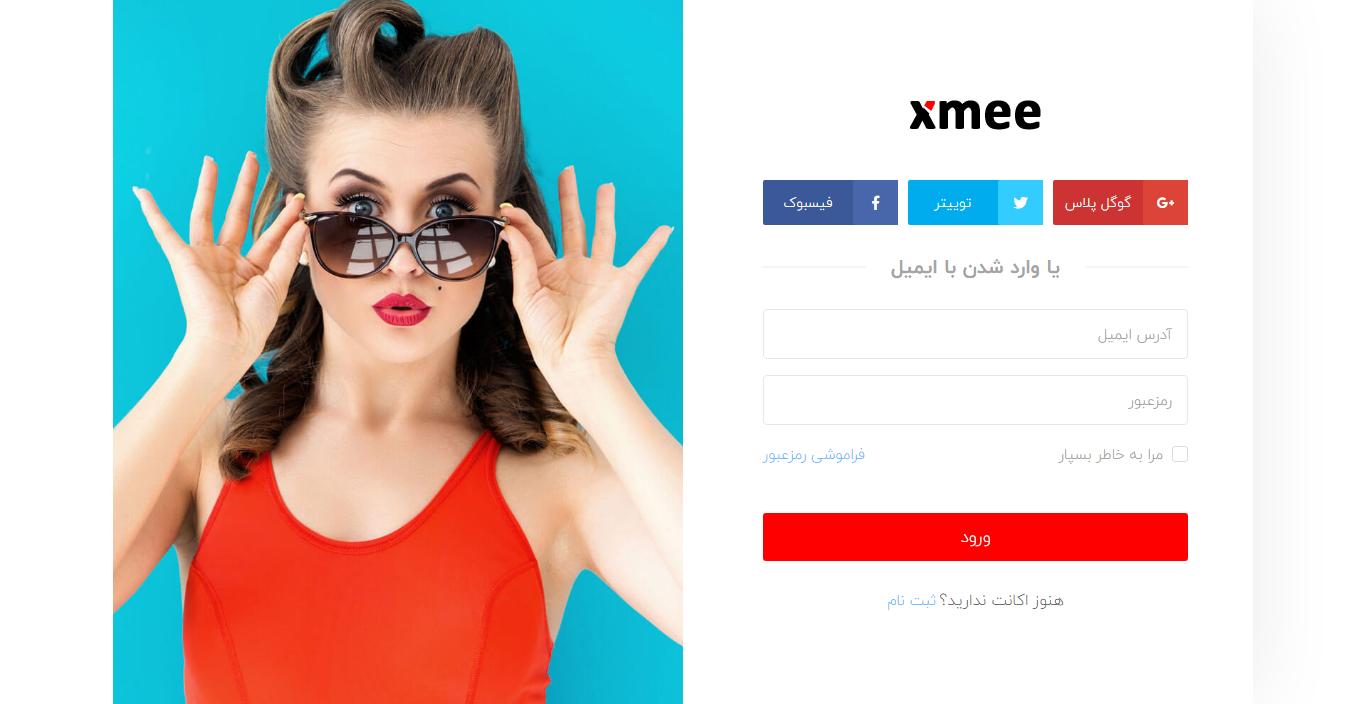 xmee
گوگل پلاس
توییتر
فیسبوک
یا وارد شدن با ایمیل
آدرس ایمیل
رمزعبور
مرا به خاطر بسپار
فراموشی رمزعبور
ورود
هنوز اکانت ندارید؟ ثبت نام